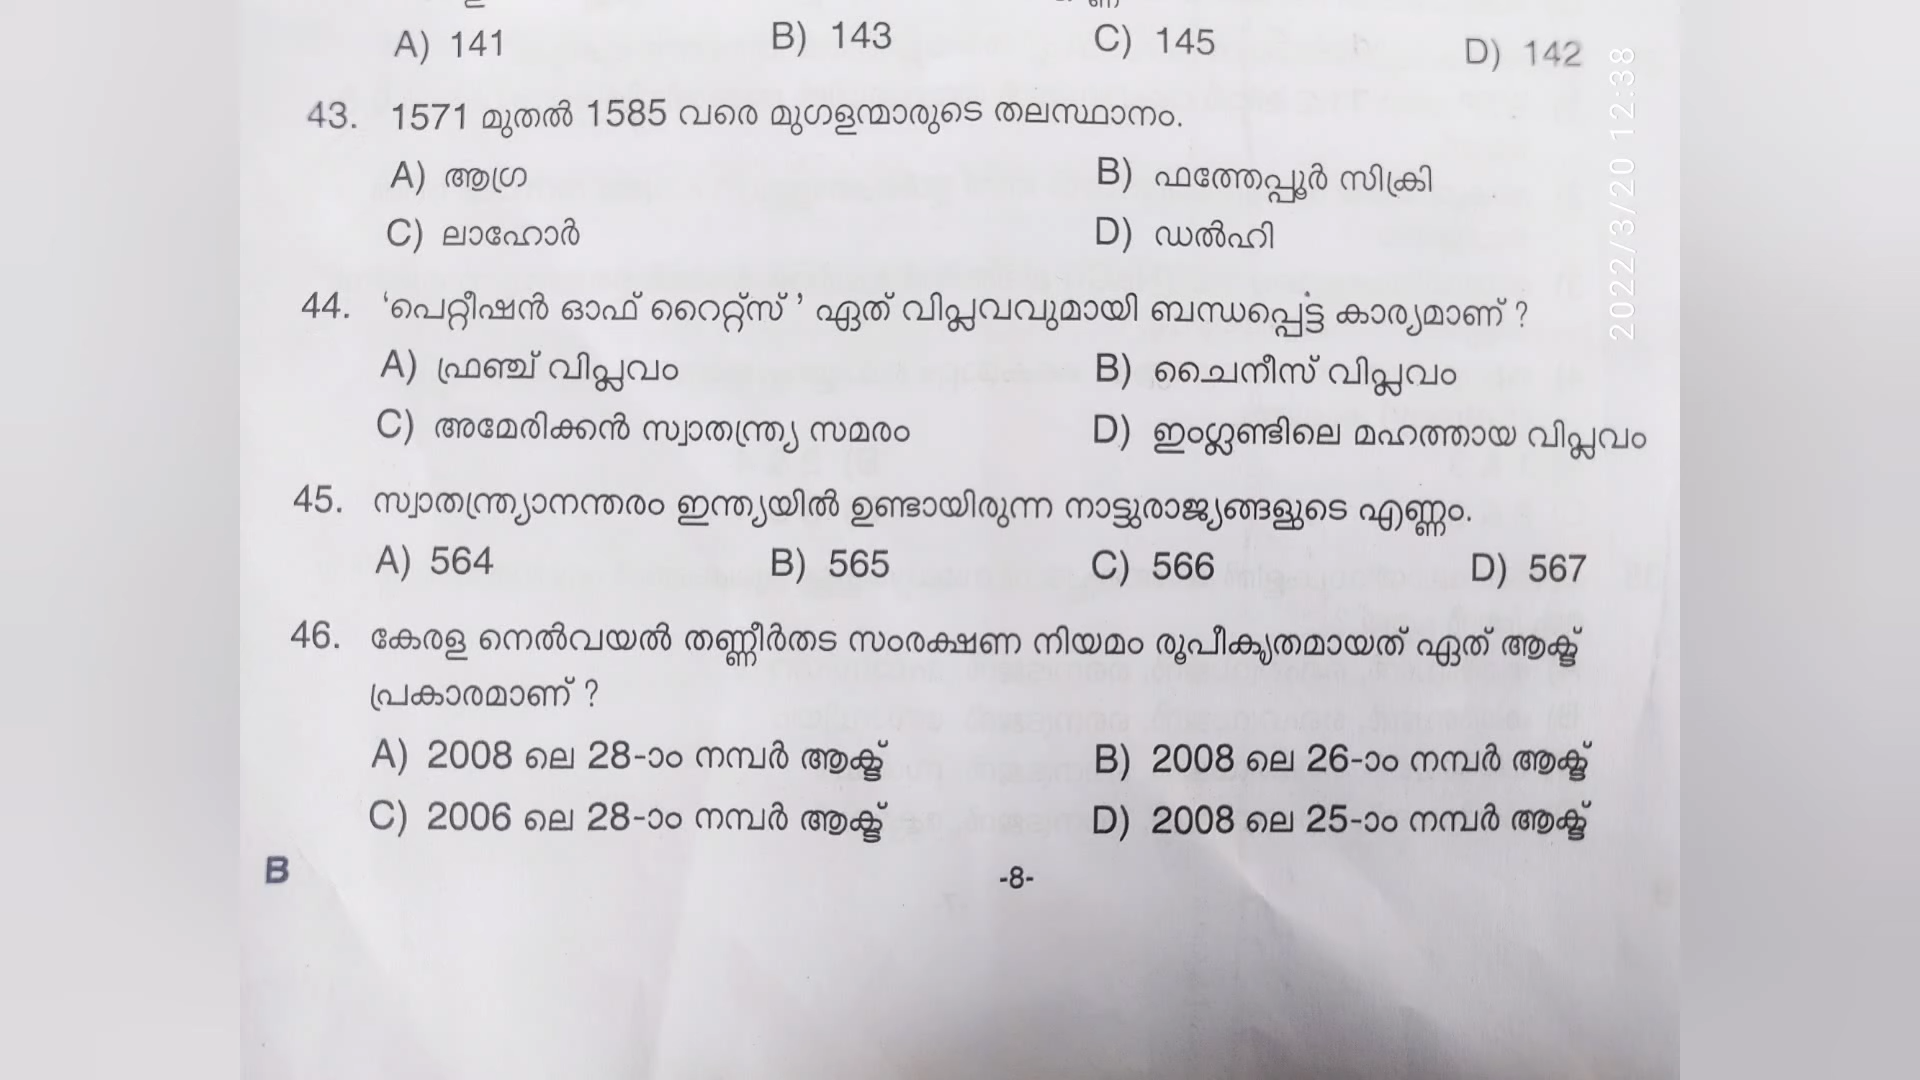 A) 141 B) 143 C) 145 D) 142
43. 1571 മുതൽ 1585 വരെ മുഗളന്മാരുടെ തലസ്ഥാനം.
A) ആഗ്ര B) ഫത്തേപ്പൂർ സിക്രി
C) ലാഹോർ D) ഡൽഹി
44. ‘പെറ്റീഷൻ ഓഫ് റൈറ്റ്സ് ’ ഏത് വിപ്ലവവുമായി ബന്ധപ്പെട്ട കാര്യമാണ് ?
A) ഫ്രഞ്ച് വിപ്ലവം B) ചൈനീസ് വിപ്ലവം
C) അമേരിക്കൻ സ്വാതന്ത്ര്യ സമരം D) ഇംഗ്ലണ്ടിലെ മഹത്തായ വിപ്ലവം
45. സ്വാതന്ത്ര്യാനന്തരം ഇന്ത്യയിൽ ഉണ്ടായിരുന്ന നാട്ടുരാജ്യങ്ങളുടെ എണ്ണം.
A) 564 B) 565 C) 566 D) 567
46. കേരള നെൽവയൽ തണ്ണീർതട സംരക്ഷണ നിയമം രൂപീകൃതമായത് ഏത് ആക്ട്
പ്രകാരമാണ് ?
A) 2008 ലെ 28-ാം നമ്പർ ആക്ട് B) 2008 ലെ 26-ാം നമ്പർ ആക്ട്
C) 2006 ലെ 28-ാം നമ്പർ ആക്ട് D) 2008 ലെ 25-ാം നമ്പർ ആക്ട്
B -8-
2022/3/20 12:38